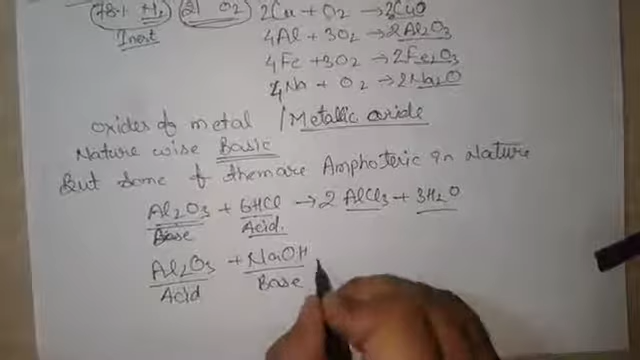 (78% N2) (21 O2) 2Cu + O2 → 2CuO
Inert
4Al + 3O2 → 2Al2O3
4Fe + 3O2 → 2Fe2O3
4Na + O2 → 2Na2O
oxides of metal / Metallic oxide
Nature wise Basic
But some of them are Amphoteric in Nature
Al2O3 + 6HCl → 2 AlCl3 + 3H2O
Base Acid.
Al2O3 + NaOH
Acid Base